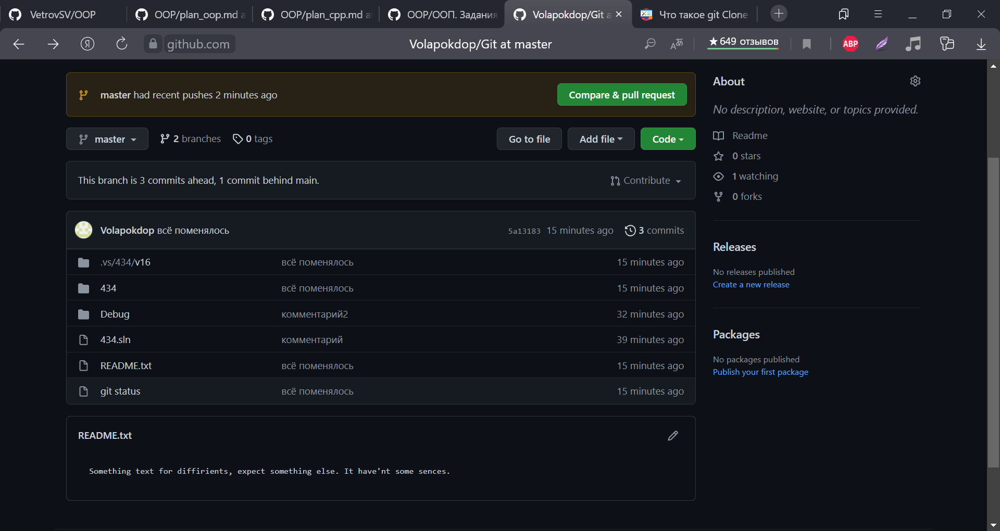 VetrovSV/OOP
OOP/plan_oop.md a
OOP/plan_cpp.md at
OOP/ООП. Задания
Volapokdop/Git a
Что такое git Clone
Я
github.com
Volapokdop/Git at master
★649 отзывов
ABP
master had recent pushes 2 minutes ago
Compare & pull request
master
2 branches
0 tags
Go to file
Add file
Code
This branch is 3 commits ahead, 1 commit behind main.
Contribute
Volapokdop всё поменялось
5a13183 15 minutes ago
3 commits
.vs/434/v16 всё поменялось 15 minutes ago
434 всё поменялось 15 minutes ago
Debug комментарий2 32 minutes ago
434.sln комментарий 39 minutes ago
README.txt всё поменялось 15 minutes ago
git status всё поменялось 15 minutes ago
README.txt
Something text for diffirients, expect something else. It have'nt some sences.
About
No description, website, or topics provided.
Readme
0 stars
1 watching
0 forks
Releases
No releases published
Create a new release
Packages
No packages published
Publish your first package